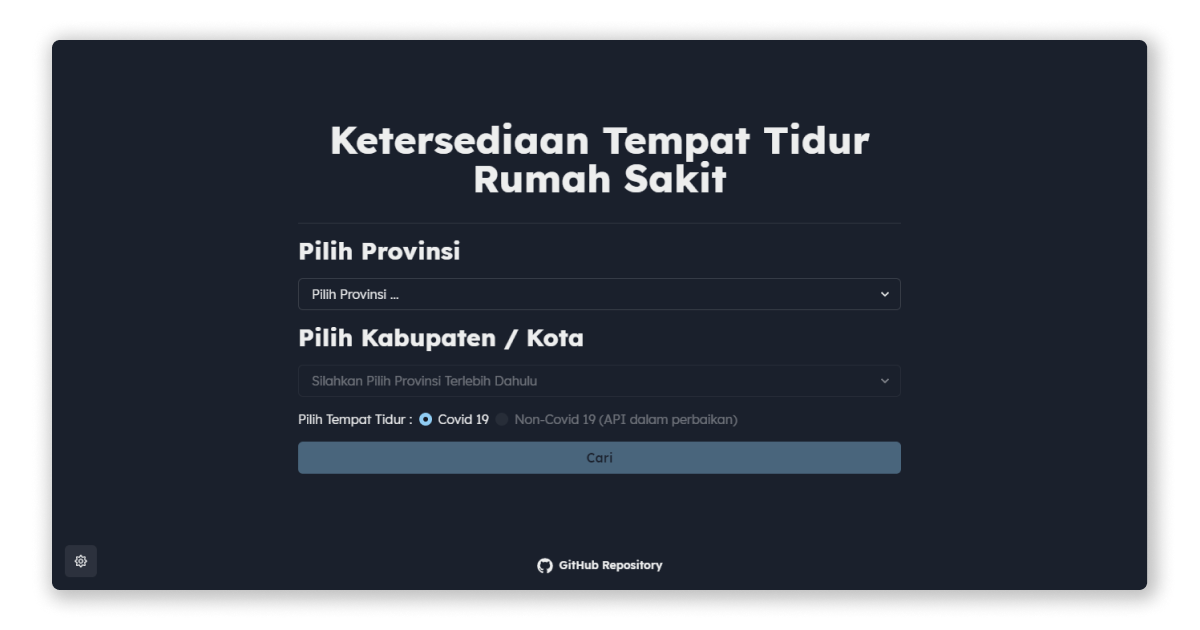 Ketersediaan Tempat Tidur
Rumah Sakit
Pilih Provinsi
Pilih Provinsi ...
Pilih Kabupaten / Kota
Silahkan Pilih Provinsi Terlebih Dahulu
Pilih Tempat Tidur : Covid 19 Non-Covid 19 (API dalam perbaikan)
Cari
GitHub Repository